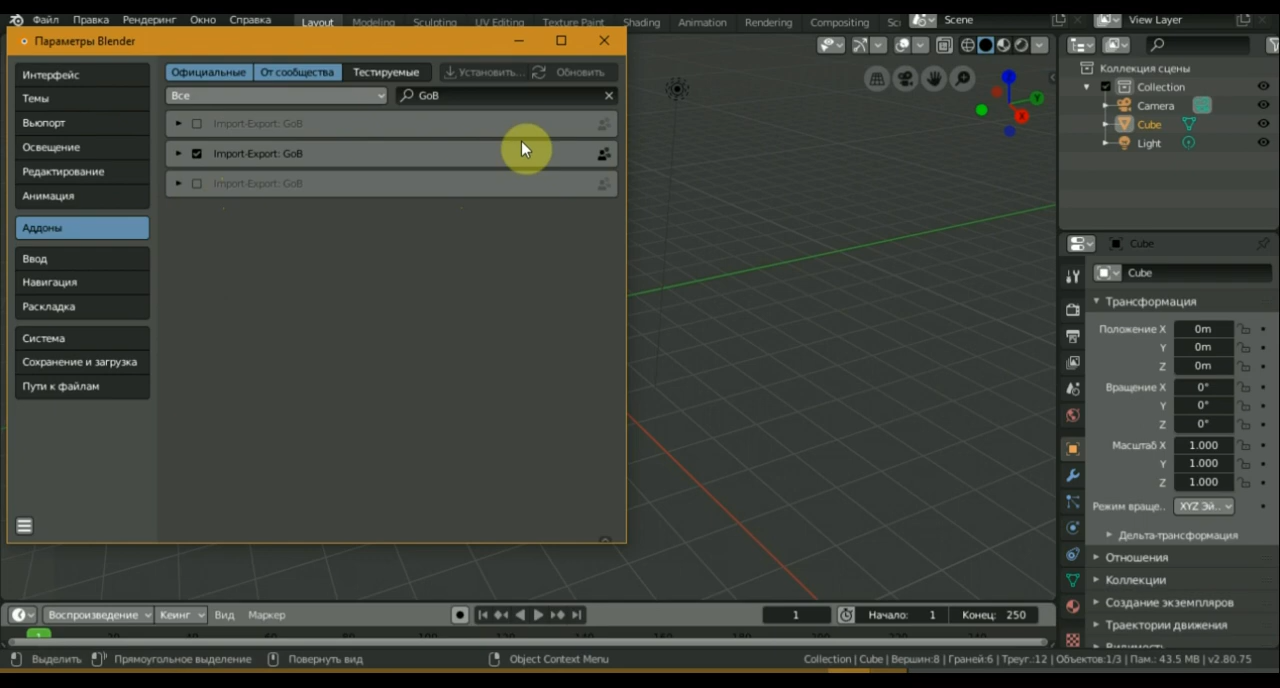 Файл Правка Рендеринг Окно Справка Layout Modeling Sculpting UV Editing Texture Paint Shading Animation Rendering Compositing Sc Scene View Layer
Параметры Blender
Интерфейс
Темы
Вьюпорт
Освещение
Редактирование
Анимация
Аддоны
Ввод
Навигация
Раскладка
Система
Сохранение и загрузка
Пути к файлам
Официальные От сообщества Тестируемые Установить... Обновить
Все GoB
Import-Export: GoB
Import-Export: GoB
Import-Export: GoB
Z
Y
X
Коллекция сцены
Collection
Camera
Cube
Light
Cube
Cube
Трансформация
Положение X 0m
Y 0m
Z 0m
Вращение X 0°
Y 0°
Z 0°
Масштаб X 1.000
Y 1.000
Z 1.000
Режим враще.. XYZ Эй..
Дельта-трансформация
Отношения
Коллекции
Создание экземпляров
Траектории движения
Видимость
Воспроизведение Кеинг Вид Маркер 1 Начало: 1 Конец: 250
1
Выделить Прямоугольное выделение Повернуть вид Object Context Menu Collection | Cube | Вершин:8 | Граней:6 | Треуг.:12 | Объектов:1/3 | Пам.: 43.5 MB | v2.80.75